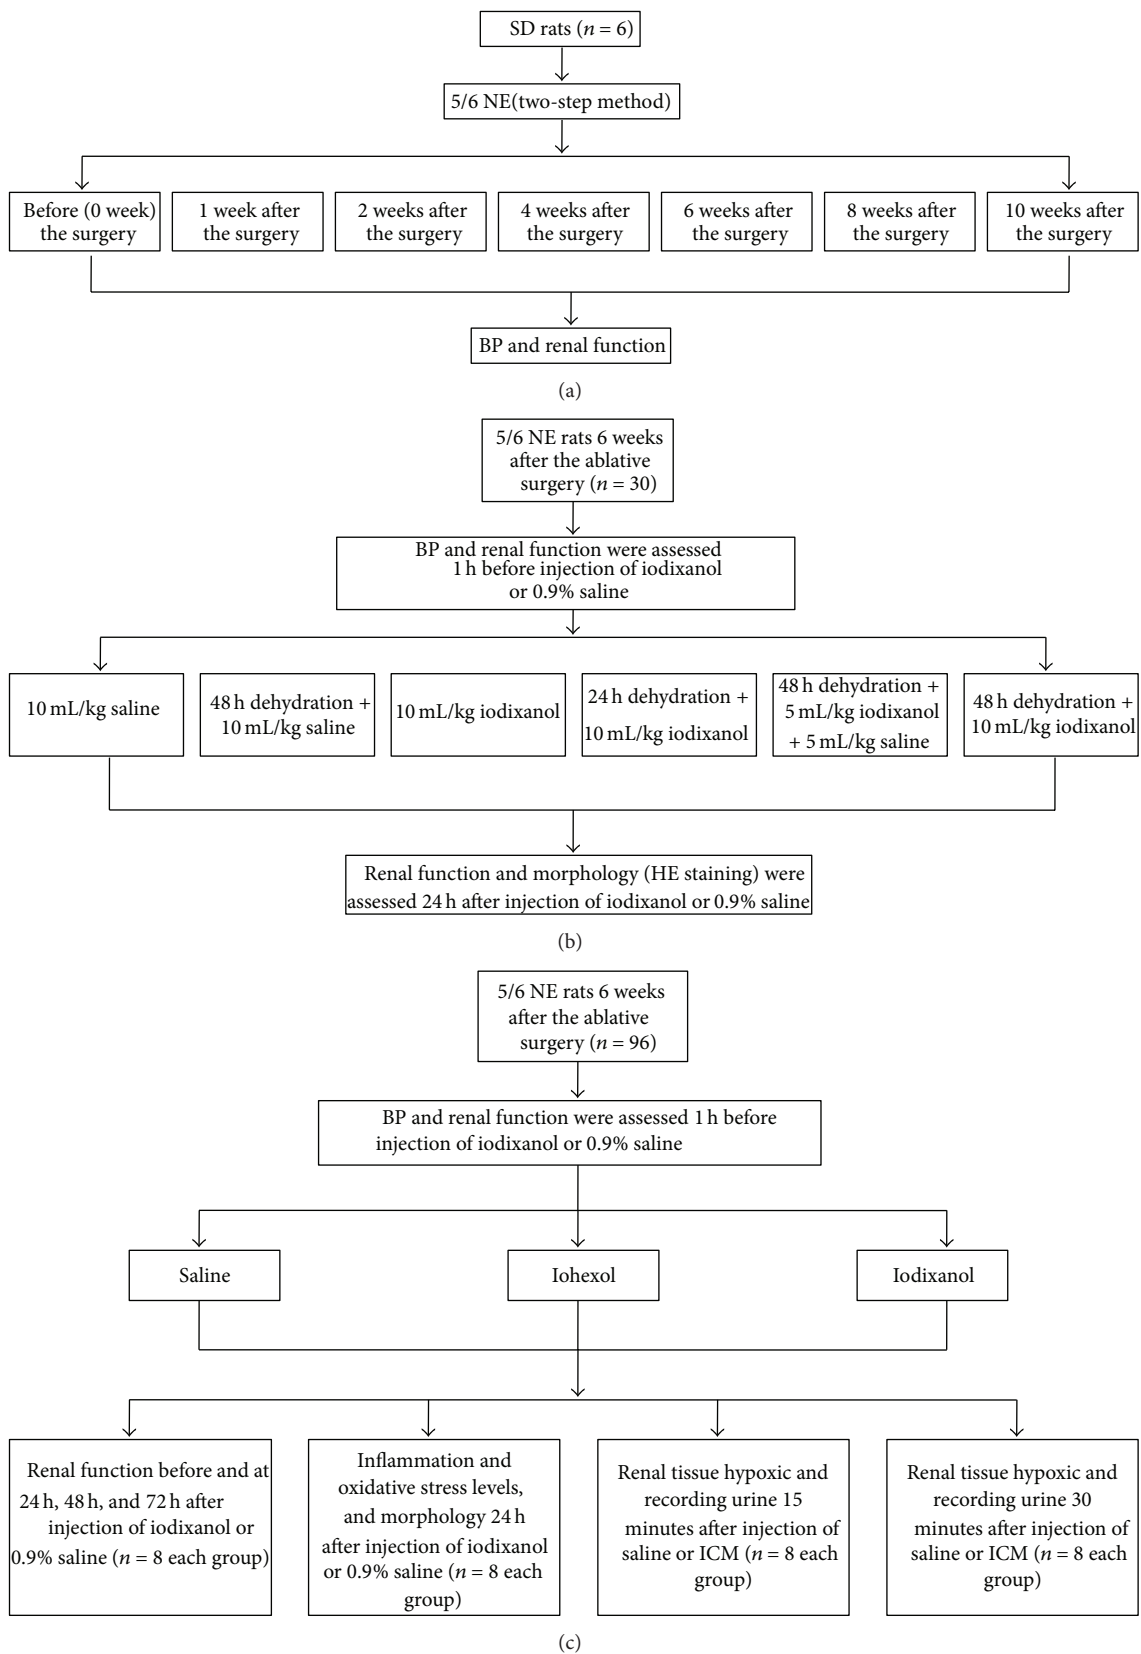 SD rats (n = 6)
5/6 NE(two-step method)
Before (0 week)
the surgery
1 week after
the surgery
2 weeks after
the surgery
4 weeks after
the surgery
6 weeks after
the surgery
8 weeks after
the surgery
10 weeks after
the surgery
BP and renal function
(a)
5/6 NE rats 6 weeks
after the ablative
surgery (n = 30)
BP and renal function were assessed
1 h before injection of iodixanol
or 0.9% saline
10 mL/kg saline
48 h dehydration +
10 mL/kg saline
10 mL/kg iodixanol
24 h dehydration +
10 mL/kg iodixanol
48 h dehydration +
5 mL/kg iodixanol
+ 5 mL/kg saline
48 h dehydration +
10 mL/kg iodixanol
Renal function and morphology (HE staining) were
assessed 24 h after injection of iodixanol or 0.9% saline
(b)
5/6 NE rats 6 weeks
after the ablative
surgery (n = 96)
BP and renal function were assessed 1 h before
injection of iodixanol or 0.9% saline
Saline
Iohexol
Iodixanol
Renal function before and at
24 h, 48 h, and 72 h after
injection of iodixanol or
0.9% saline (n = 8 each group)
Inflammation and
oxidative stress levels,
and morphology 24 h
after injection of iodixanol
or 0.9% saline (n = 8 each
group)
Renal tissue hypoxic and
recording urine 15
minutes after injection of
saline or ICM (n = 8 each
group)
Renal tissue hypoxic and
recording urine 30
minutes after injection of
saline or ICM (n = 8 each
group)
(c)